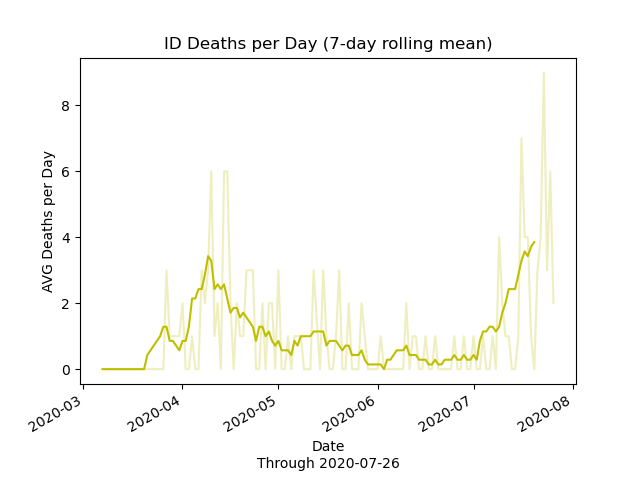 ID Deaths per Day (7-day rolling mean)
AVG Deaths per Day
8
6
4
2
0
2020-03
2020-04
2020-05
2020-06
2020-07
2020-08
Date
Through 2020-07-26